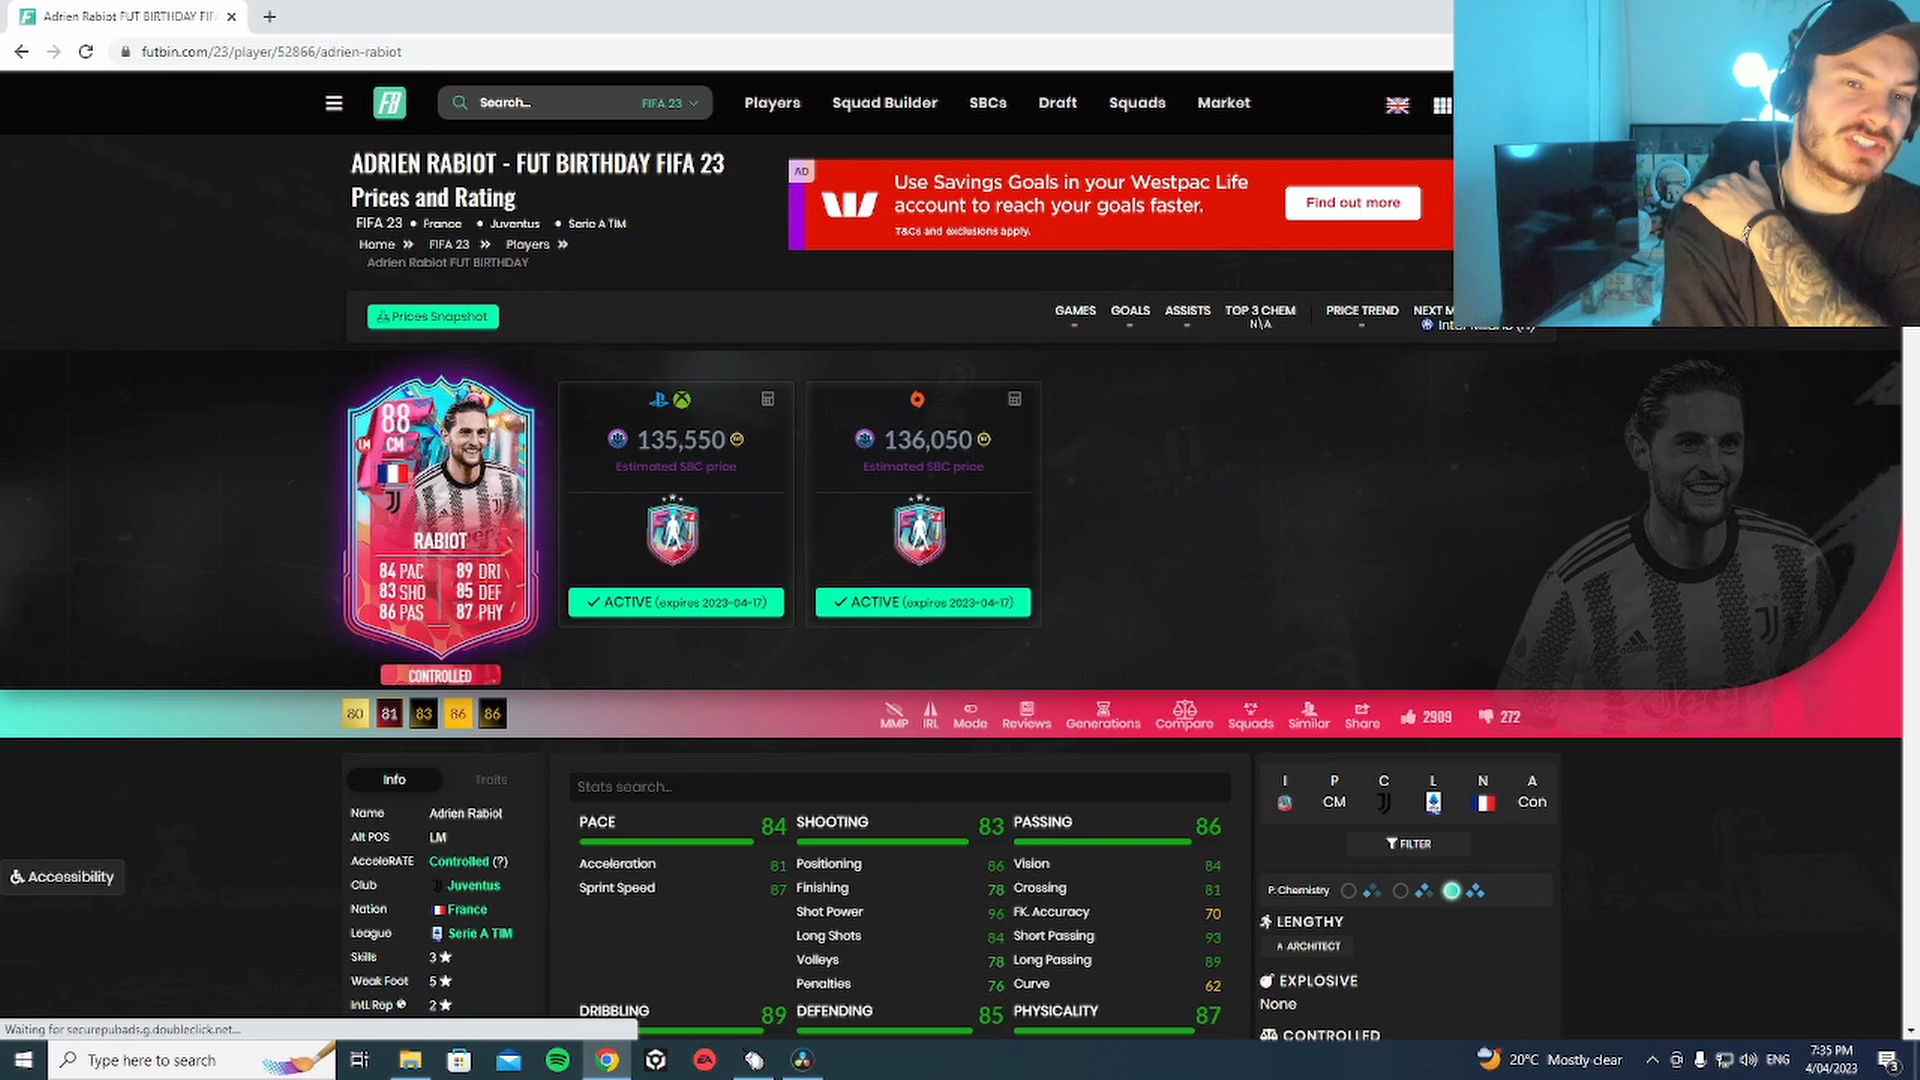 Adrien Rabiot FUT BIRTHDAY FIF
futbin.com/23/player/52866/adrien-rabiot
Search...
FIFA 23
Players
Squad Builder
SBCs
Draft
Squads
Market
ADRIEN RABIOT - FUT BIRTHDAY FIFA 23
Prices and Rating
FIFA 23 • France • Juventus • Serie A TIM
Home » FIFA 23 » Players »
Adrien Rabiot FUT BIRTHDAY
AD
Use Savings Goals in your Westpac Life
account to reach your goals faster.
T&Cs and exclusions apply.
Find out more
Prices Snapshot
GAMES
-
GOALS
-
ASSISTS
-
TOP 3 CHEM
N\A
PRICE TREND
-
NEXT M
88
CM
LM
RABIOT
84 PAC 89 DRI
83 SHO 85 DEF
86 PAS 87 PHY
CONTROLLED
135,550
Estimated SBC price
ACTIVE (expires 2023-04-17)
136,050
Estimated SBC price
ACTIVE (expires 2023-04-17)
80 81 83 86 86
MMP
IRL
Mode
Reviews
Generations
Compare
Squads
Similar
Share
2909
272
Info
Traits
Name Adrien Rabiot
Alt POS LM
AcceleRATE Controlled (?)
Club Juventus
Nation France
League Serie A TIM
Skills 3
Weak Foot 5
Intl. Rep 2
Stats search...
PACE 84
Acceleration 81
Sprint Speed 87
SHOOTING 83
Positioning 86
Finishing 78
Shot Power 96
Long Shots 84
Volleys 78
Penalties 76
PASSING 86
Vision 84
Crossing 81
FK. Accuracy 70
Short Passing 93
Long Passing 89
Curve 62
DRIBBLING 89
DEFENDING 85
PHYSICALITY 87
I P C L N A
CM Con
FILTER
P. Chemistry
LENGTHY
ARCHITECT
EXPLOSIVE
None
CONTROLLED
Accessibility
Waiting for securepubads.g.doubleclick.net...
Type here to search
20°C Mostly clear
ENG
7:35 PM
4/04/2023
3